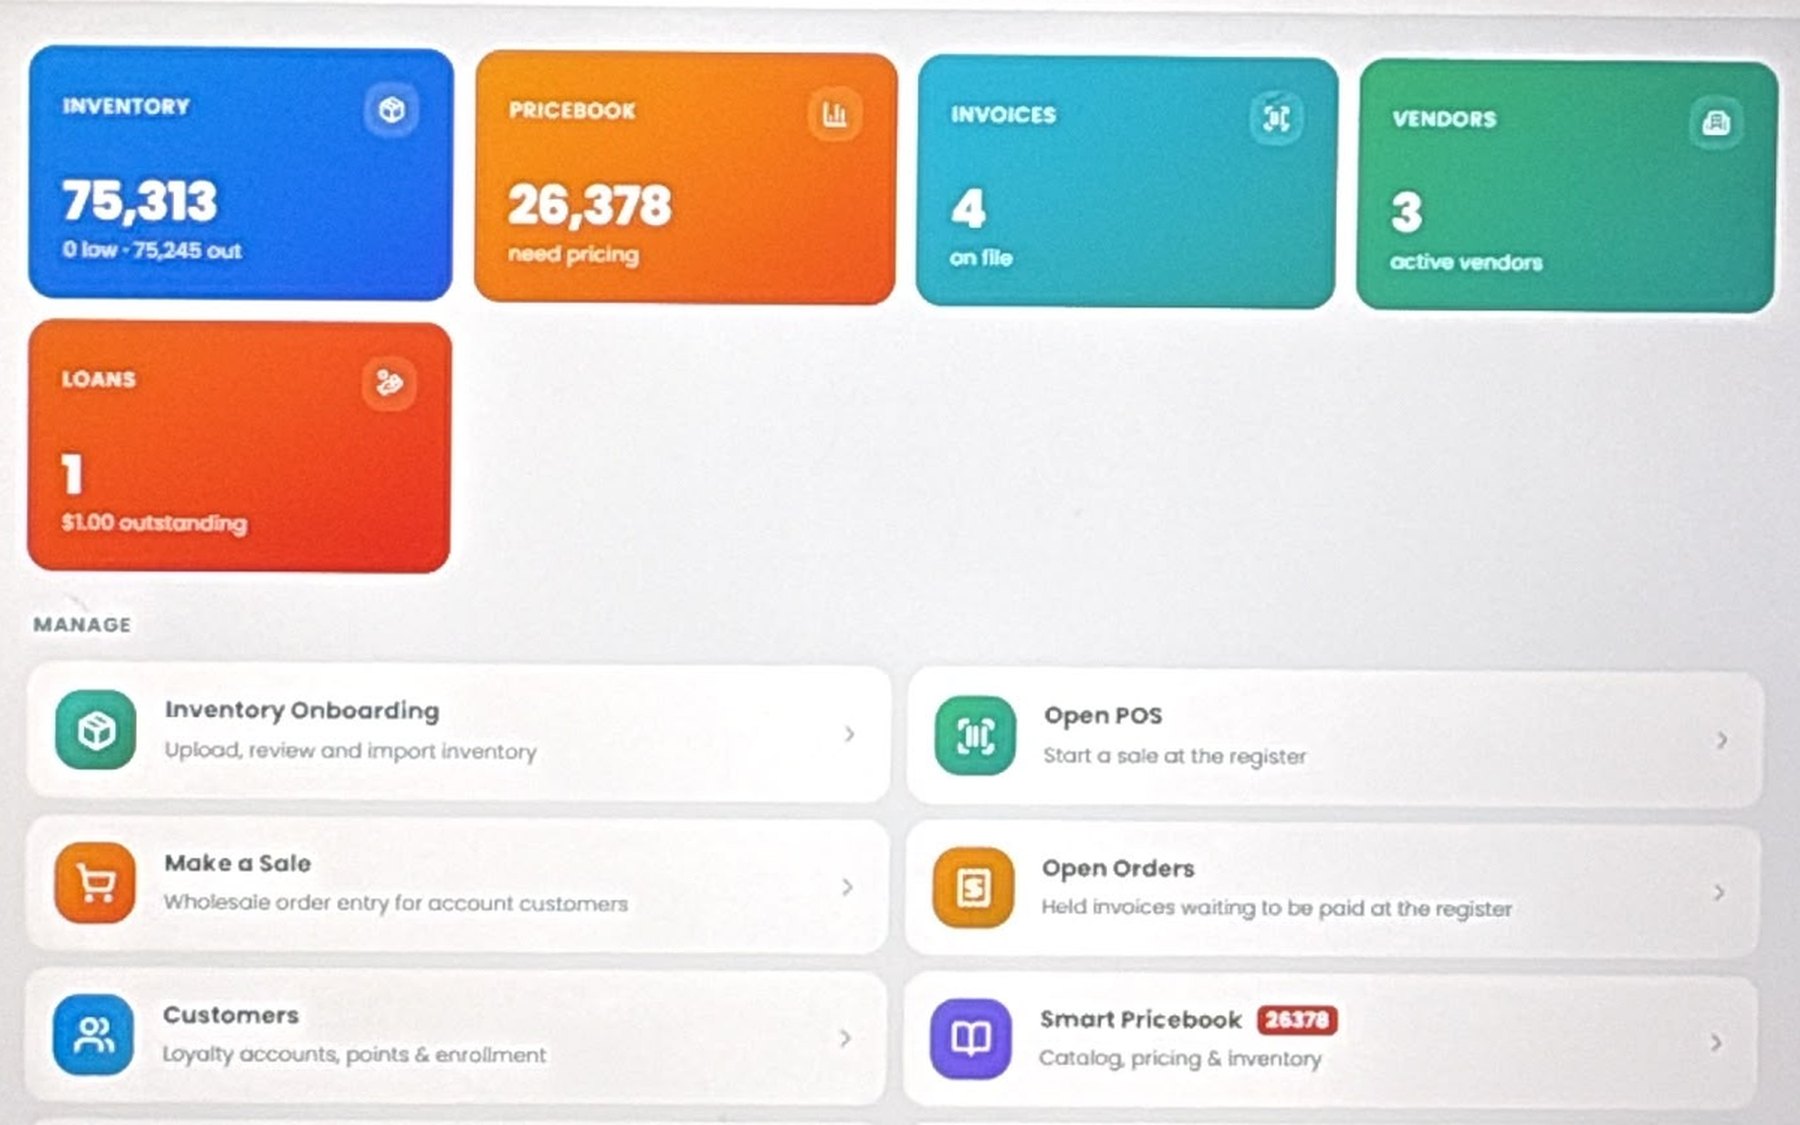 INVENTORY
75,313
0 low · 75,245 out
PRICEBOOK
26,378
need pricing
INVOICES
4
on file
VENDORS
3
active vendors
LOANS
1
$1.00 outstanding
MANAGE
Inventory Onboarding
Upload, review and import inventory
Open POS
Start a sale at the register
Make a Sale
Wholesale order entry for account customers
Open Orders
Held invoices waiting to be paid at the register
Customers
Loyalty accounts, points & enrollment
Smart Pricebook 26378
Catalog, pricing & inventory